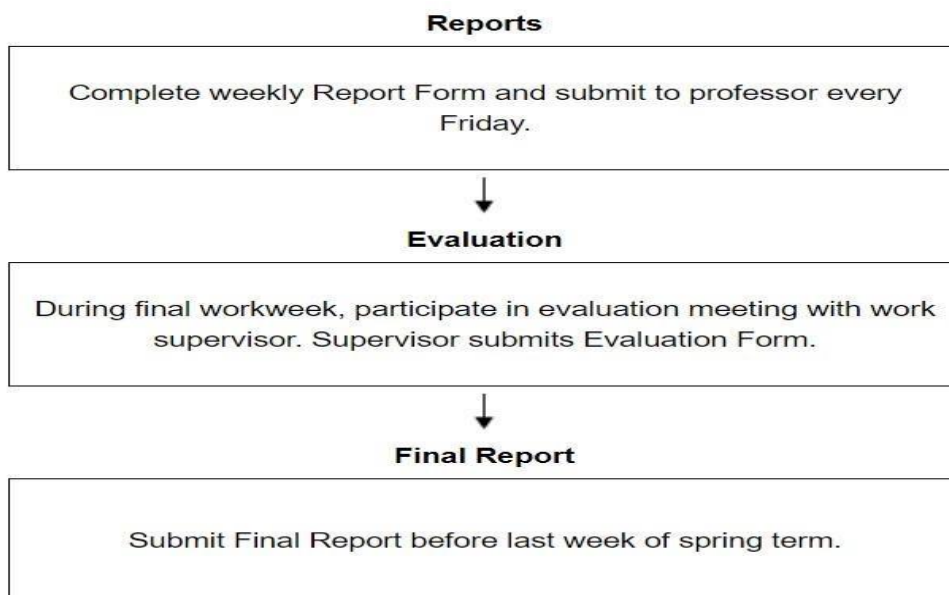 Reports
Complete weekly Report Form and submit to professor every
Friday.
Evaluation
During final workweek, participate in evaluation meeting with work
supervisor. Supervisor submits Evaluation Form.
Final Report
Submit Final Report before last week of spring term.